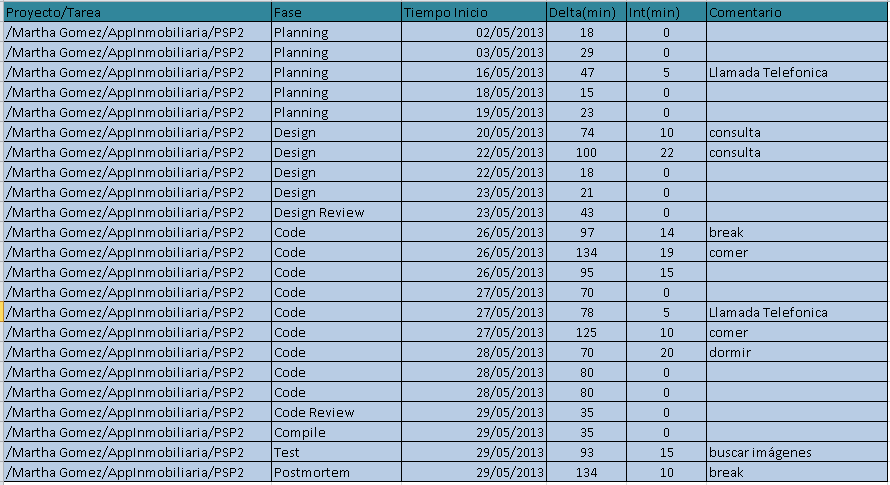 Proyecto/Tarea Fase Tiempo Inicio Delta(min) Int(min) Comentario
/Martha Gomez/AppInmobiliaria/PSP2 Planning 02/05/2013 18 0
/Martha Gomez/AppInmobiliaria/PSP2 Planning 03/05/2013 29 0
/Martha Gomez/AppInmobiliaria/PSP2 Planning 16/05/2013 47 5 Llamada Telefonica
/Martha Gomez/AppInmobiliaria/PSP2 Planning 18/05/2013 15 0
/Martha Gomez/AppInmobiliaria/PSP2 Planning 19/05/2013 23 0
/Martha Gomez/AppInmobiliaria/PSP2 Design 20/05/2013 74 10 consulta
/Martha Gomez/AppInmobiliaria/PSP2 Design 22/05/2013 100 22 consulta
/Martha Gomez/AppInmobiliaria/PSP2 Design 22/05/2013 18 0
/Martha Gomez/AppInmobiliaria/PSP2 Design 23/05/2013 21 0
/Martha Gomez/AppInmobiliaria/PSP2 Design Review 23/05/2013 43 0
/Martha Gomez/AppInmobiliaria/PSP2 Code 26/05/2013 97 14 break
/Martha Gomez/AppInmobiliaria/PSP2 Code 26/05/2013 134 19 comer
/Martha Gomez/AppInmobiliaria/PSP2 Code 26/05/2013 95 15
/Martha Gomez/AppInmobiliaria/PSP2 Code 27/05/2013 70 0
/Martha Gomez/AppInmobiliaria/PSP2 Code 27/05/2013 78 5 Llamada Telefonica
/Martha Gomez/AppInmobiliaria/PSP2 Code 27/05/2013 125 10 comer
/Martha Gomez/AppInmobiliaria/PSP2 Code 28/05/2013 70 20 dormir
/Martha Gomez/AppInmobiliaria/PSP2 Code 28/05/2013 80 0
/Martha Gomez/AppInmobiliaria/PSP2 Code 28/05/2013 80 0
/Martha Gomez/AppInmobiliaria/PSP2 Code Review 29/05/2013 35 0
/Martha Gomez/AppInmobiliaria/PSP2 Compile 29/05/2013 35 0
/Martha Gomez/AppInmobiliaria/PSP2 Test 29/05/2013 93 15 buscar imágenes
/Martha Gomez/AppInmobiliaria/PSP2 Postmortem 29/05/2013 134 10 break